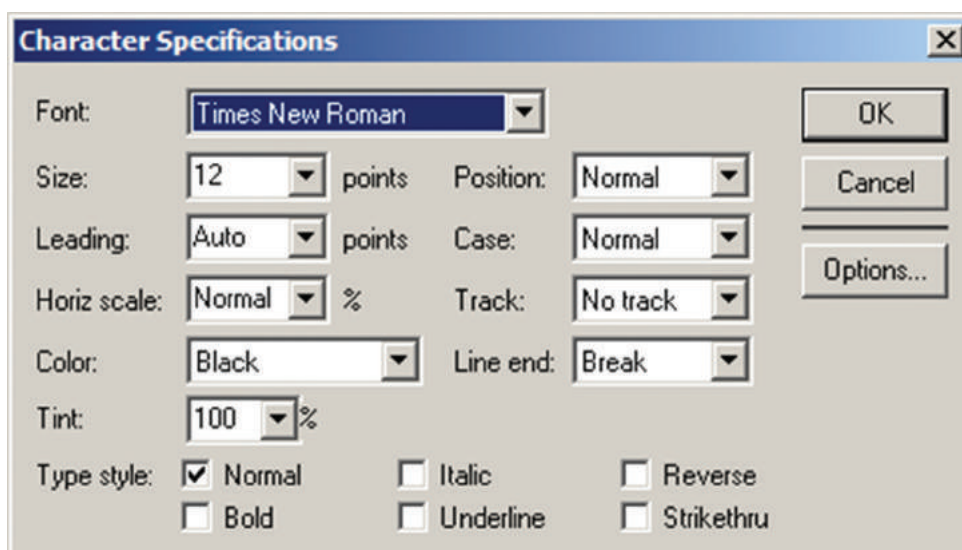 Character Specifications
Font: Times New Roman OK
Size: 12 points Position: Normal Cancel
Leading: Auto points Case: Normal
Options...
Horiz scale: Normal % Track: No track
Color: Black Line end: Break
Tint: 100 %
Type style: Normal Italic Reverse
Bold Underline Strikethru